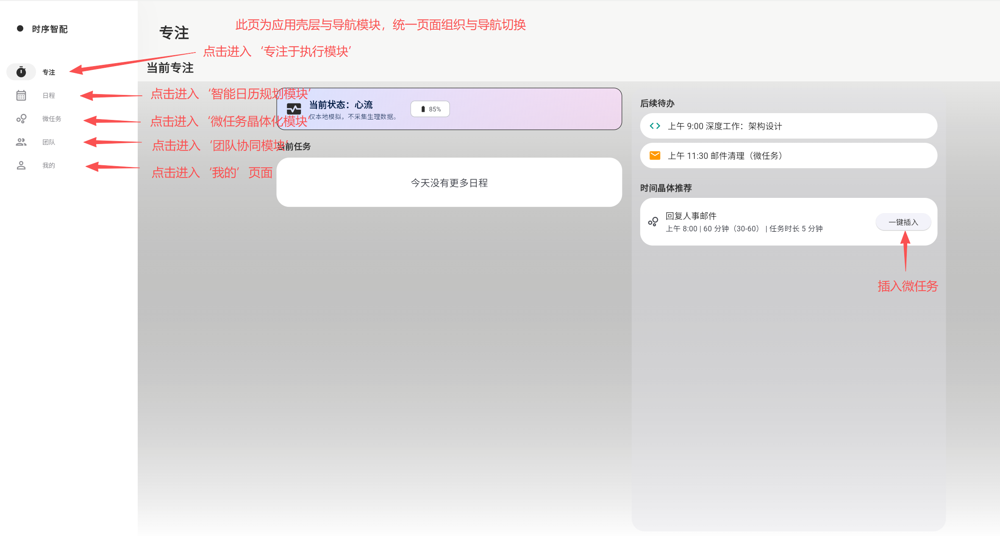 时序智配
专注
日程
微任务
团队
我的
专注
此页为应用壳层与导航模块，统一页面组织与导航切换
点击进入‘专注于执行模块’
当前专注
点击进入‘智能日历规划模块’
点击进入‘微任务晶体化模块’
点击进入‘团队协同模块’
点击进入‘我的’ 页面
当前状态：心流
仅本地模拟，不采集生理数据。
85%
当前任务
今天没有更多日程
后续待办
上午 9:00 深度工作：架构设计
上午 11:30 邮件清理（微任务）
时间晶体推荐
回复人事邮件
上午 8:00 | 60 分钟（30-60） | 任务时长 5 分钟
一键插入
插入微任务